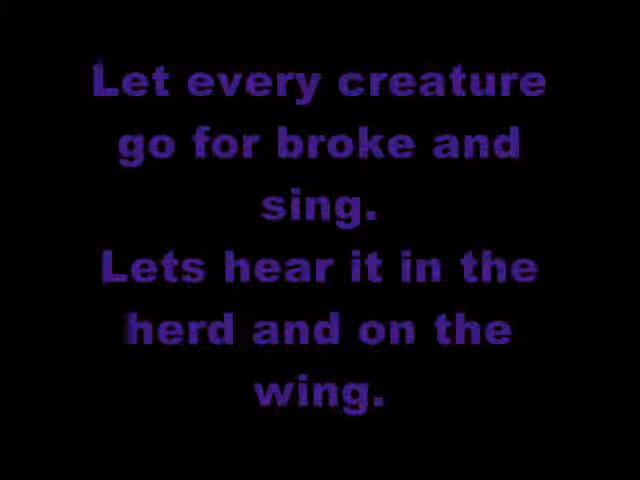 Let every creature
go for broke and
sing.
Lets hear it in the
herd and on the
wing.